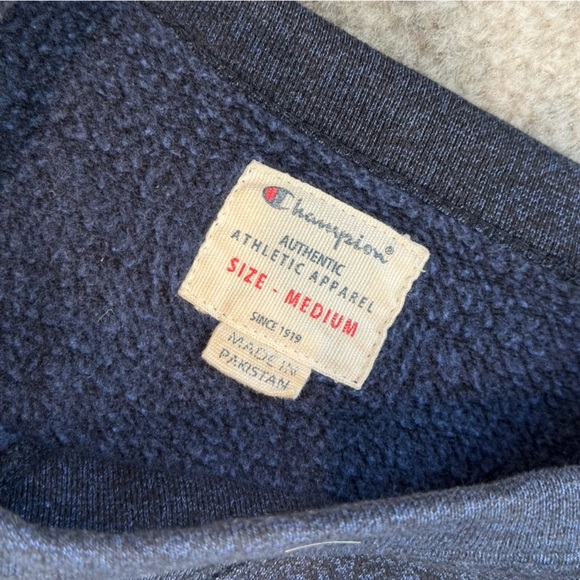 Champion®
AUTHENTIC
ATHLETIC APPAREL
SIZE - MEDIUM
SINCE 1919
MADE IN
PAKISTAN